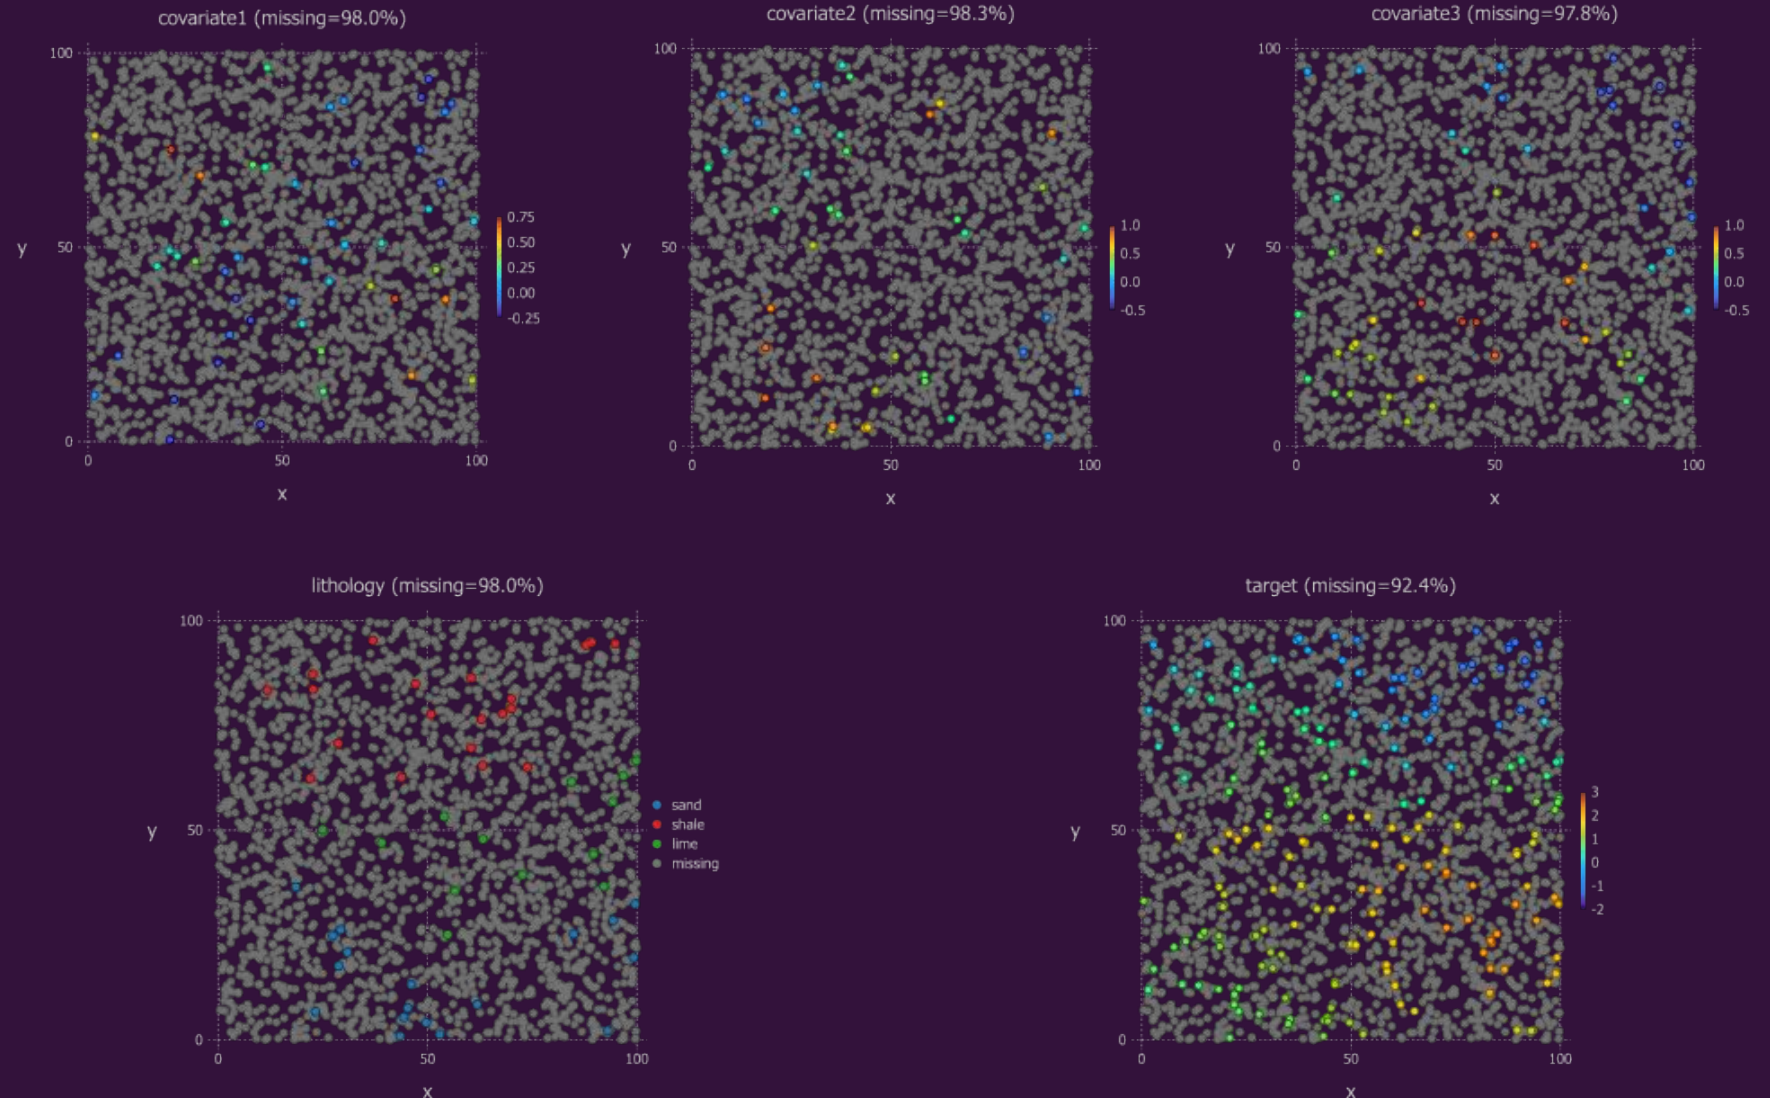 covariate1 (missing=98.0%)
100
y
50
0
0
50
100
x
0.75
0.50
0.25
0.00
-0.25
covariate2 (missing=98.3%)
100
y
50
0
0
50
100
x
1.0
0.5
0.0
-0.5
covariate3 (missing=97.8%)
100
y
50
0
0
50
100
x
1.0
0.5
0.0
-0.5
lithology (missing=98.0%)
100
y
50
0
0
50
100
x
sand
shale
lime
missing
target (missing=92.4%)
100
y
50
0
0
50
100
x
3
2
1
0
-1
-2